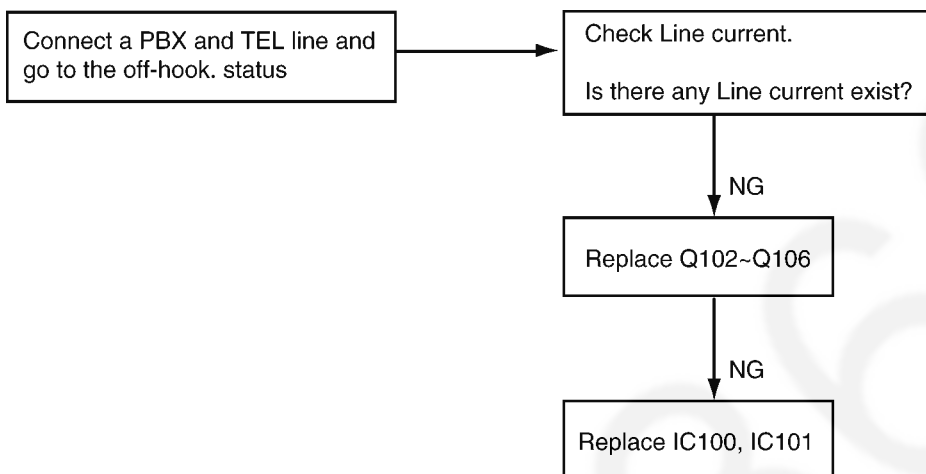 Connect a PBX and TEL line and
go to the off-hook. status
Check Line current.
Is there any Line current exist?
NG
Replace Q102~Q106
NG
Replace IC100, IC101